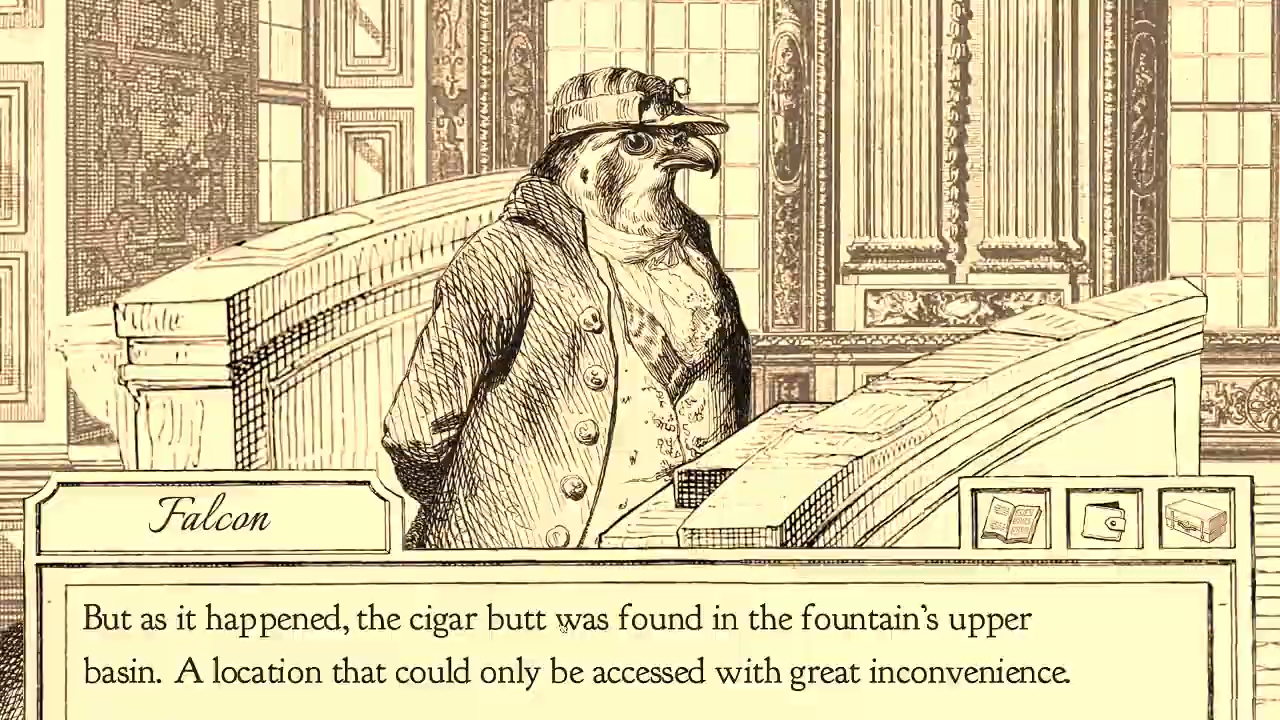 Falcon
But as it happened, the cigar butt was found in the fountain's upper
basin. A location that could only be accessed with great inconvenience.